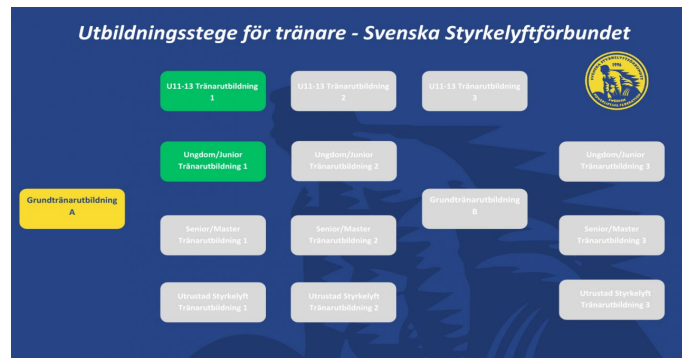 Utbildningsstege för tränare - Svenska Styrkelyftförbundet
U11-13 Tränarutbildning
1
U11-13 Tränarutbildning
2
U11-13 Tränarutbildning
3
Ungdom/Junior
Tränarutbildning 1
Ungdom/Junior
Tränarutbildning 2
Ungdom/Junior
Tränarutbildning 3
Grundtränarutbildning
A
Grundtränarutbildning
B
Senior/Master
Tränarutbildning 1
Senior/Master
Tränarutbildning 2
Senior/Master
Tränarutbildning 3
Utrustad Styrkelyft
Tränarutbildning 1
Utrustad Styrkelyft
Tränarutbildning 2
Utrustad Styrkelyft
Tränarutbildning 3